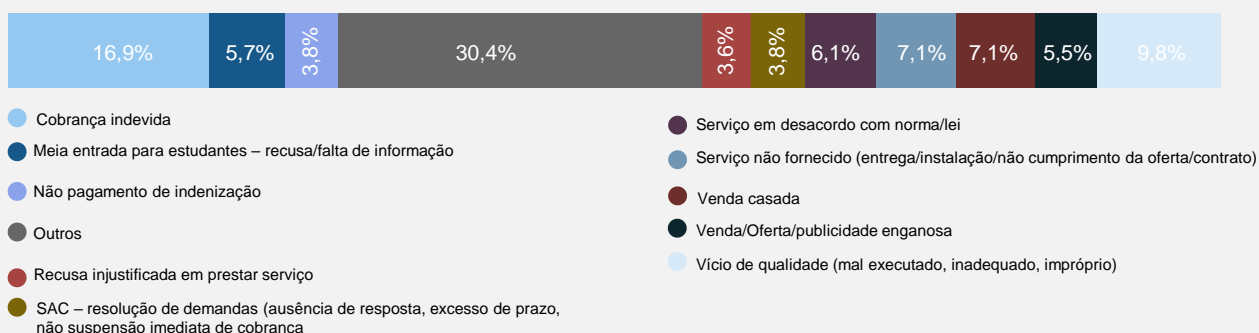 16,9%
5,7%
3,8%
30,4%
3,6%
3,8%
6,1%
7,1%
7,1%
5,5%
9,8%
Cobrança indevida
Meia entrada para estudantes – recusa/falta de informação
Não pagamento de indenização
Outros
Recusa injustificada em prestar serviço
SAC – resolução de demandas (ausência de resposta, excesso de prazo,
não suspensão imediata de cobrança
Serviço em desacordo com norma/lei
Serviço não fornecido (entrega/instalação/não cumprimento da oferta/contrato)
Venda casada
Venda/Oferta/publicidade enganosa
Vício de qualidade (mal executado, inadequado, impróprio)